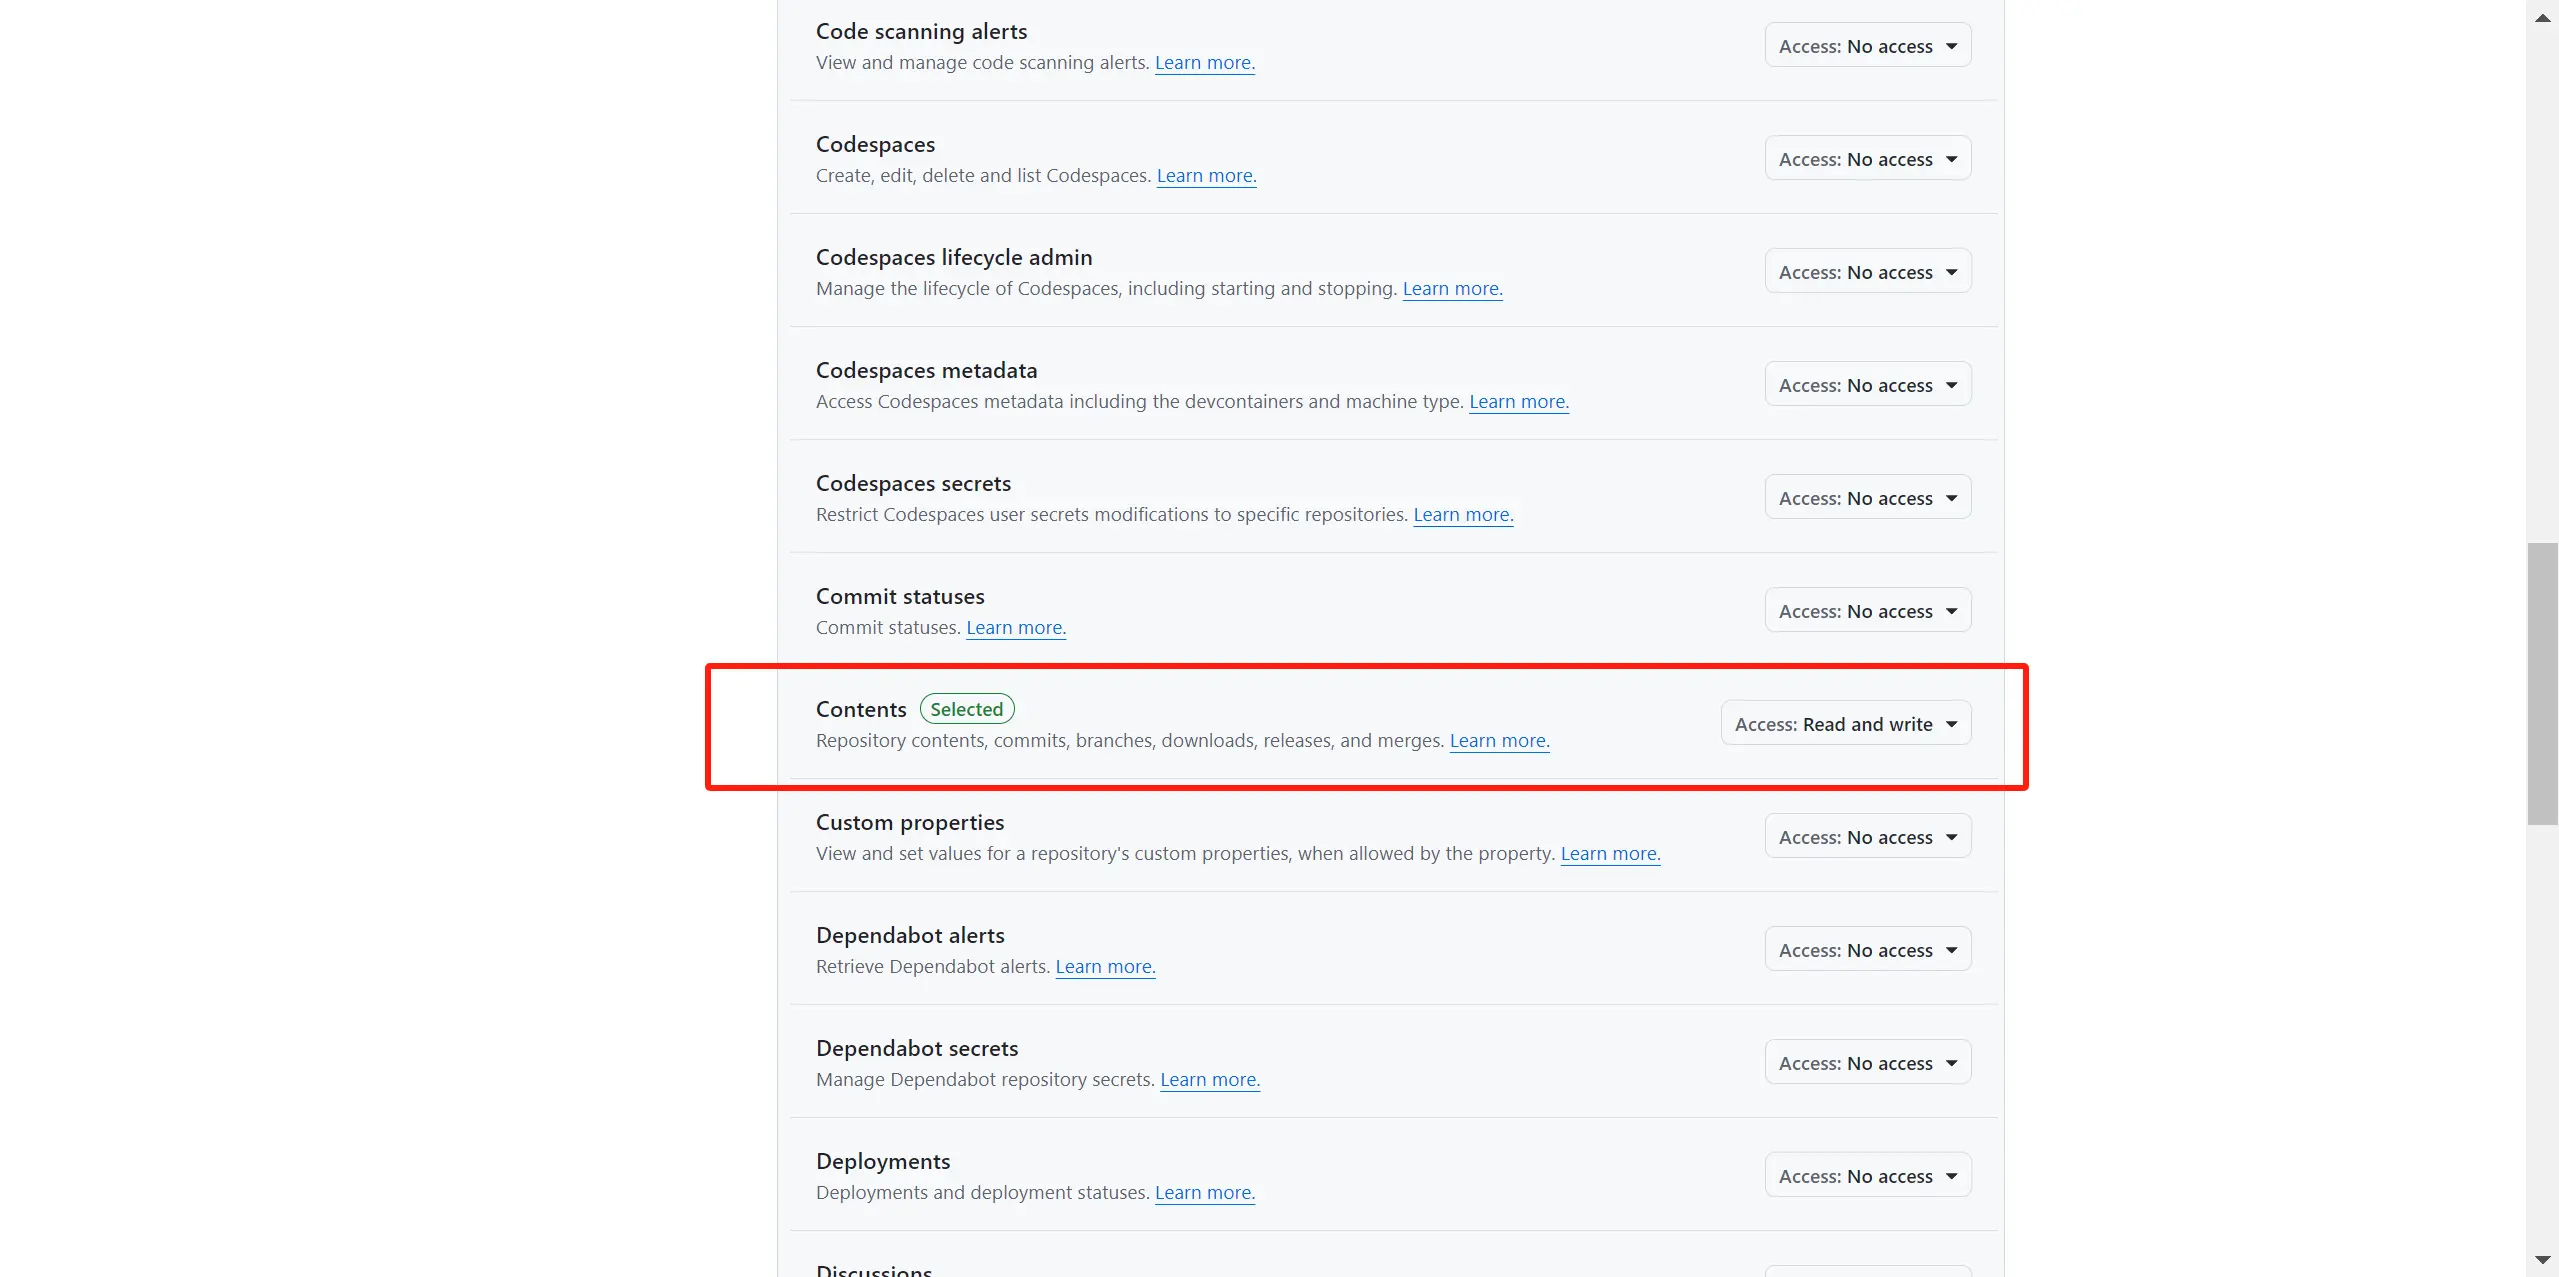 Code scanning alerts
View and manage code scanning alerts. Learn more.
Access: No access
Codespaces
Create, edit, delete and list Codespaces. Learn more.
Access: No access
Codespaces lifecycle admin
Manage the lifecycle of Codespaces, including starting and stopping. Learn more.
Access: No access
Codespaces metadata
Access Codespaces metadata including the devcontainers and machine type. Learn more.
Access: No access
Codespaces secrets
Restrict Codespaces user secrets modifications to specific repositories. Learn more.
Access: No access
Commit statuses
Commit statuses. Learn more.
Access: No access
Contents Selected
Repository contents, commits, branches, downloads, releases, and merges. Learn more.
Access: Read and write
Custom properties
View and set values for a repository's custom properties, when allowed by the property. Learn more.
Access: No access
Dependabot alerts
Retrieve Dependabot alerts. Learn more.
Access: No access
Dependabot secrets
Manage Dependabot repository secrets. Learn more.
Access: No access
Deployments
Deployments and deployment statuses. Learn more.
Access: No access
Discussions